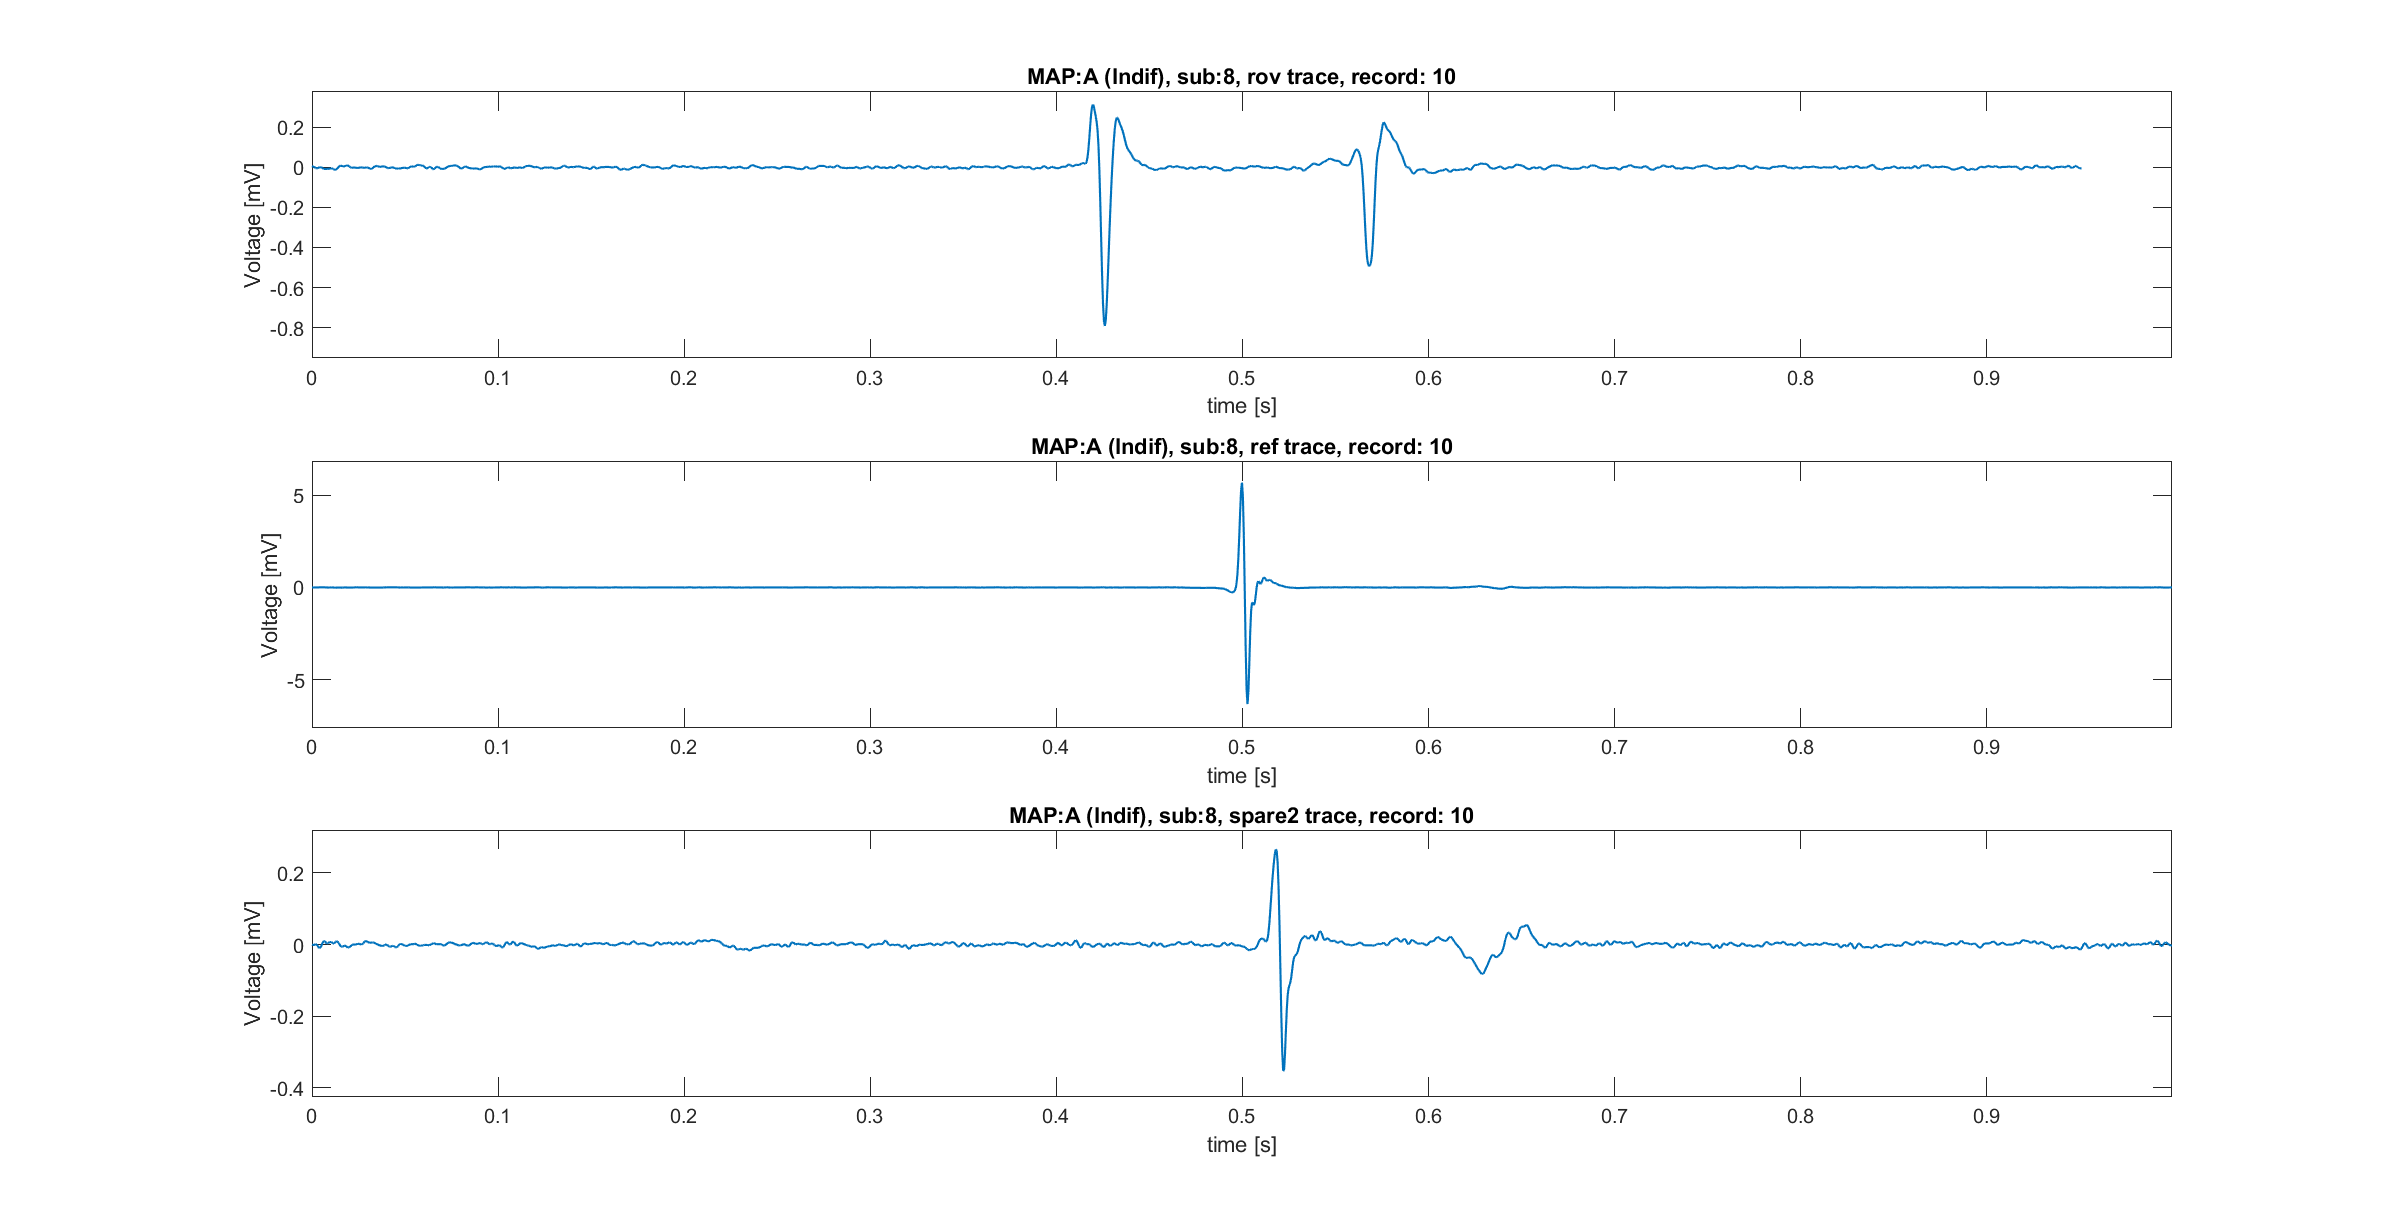 MAP:A (Indif), sub:8, rov trace, record: 10
0.2
0
-0.2
-0.4
-0.6
-0.8
Voltage [mV]
0 0.1 0.2 0.3 0.4 0.5 0.6 0.7 0.8 0.9
time [s]
MAP:A (Indif), sub:8, ref trace, record: 10
5
0
-5
Voltage [mV]
0 0.1 0.2 0.3 0.4 0.5 0.6 0.7 0.8 0.9
time [s]
MAP:A (Indif), sub:8, spare2 trace, record: 10
0.2
0
-0.2
-0.4
Voltage [mV]
0 0.1 0.2 0.3 0.4 0.5 0.6 0.7 0.8 0.9
time [s]